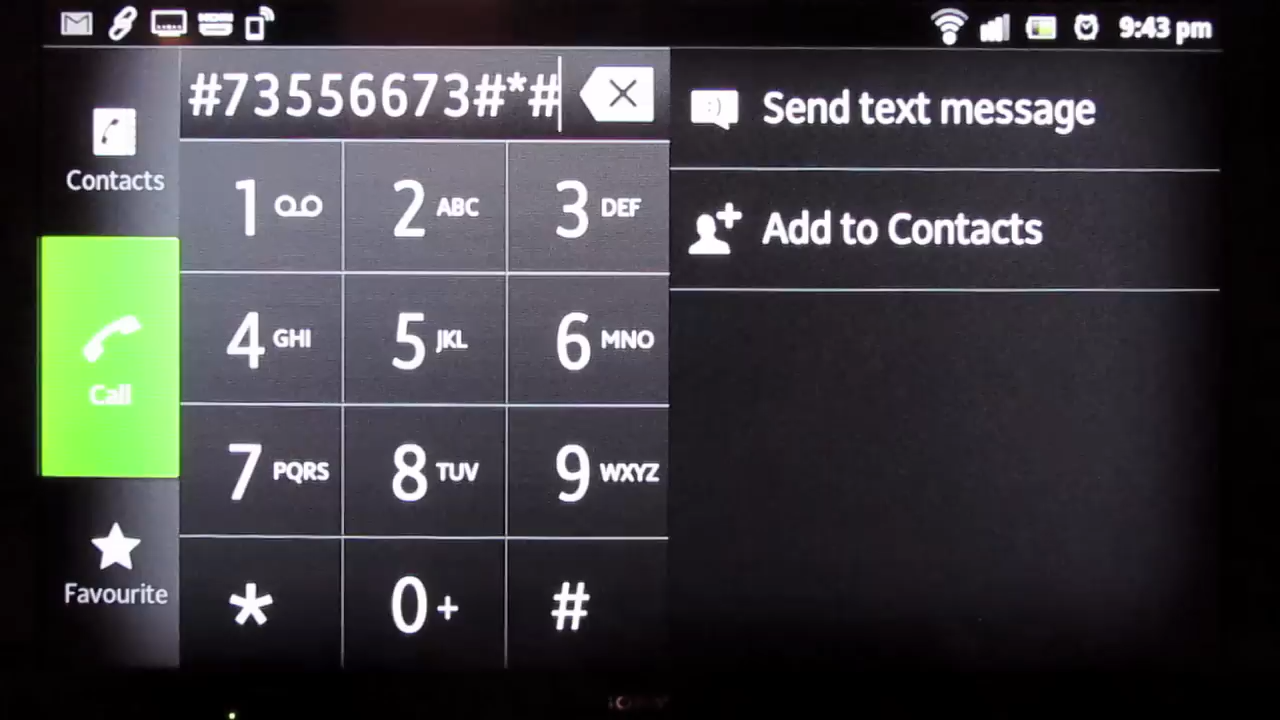 9:43 pm
#73556673#*#
Contacts
Call
Favourite
1
2 ABC
3 DEF
4 GHI
5 JKL
6 MNO
7 PQRS
8 TUV
9 WXYZ
*
0 +
#
Send text message
Add to Contacts